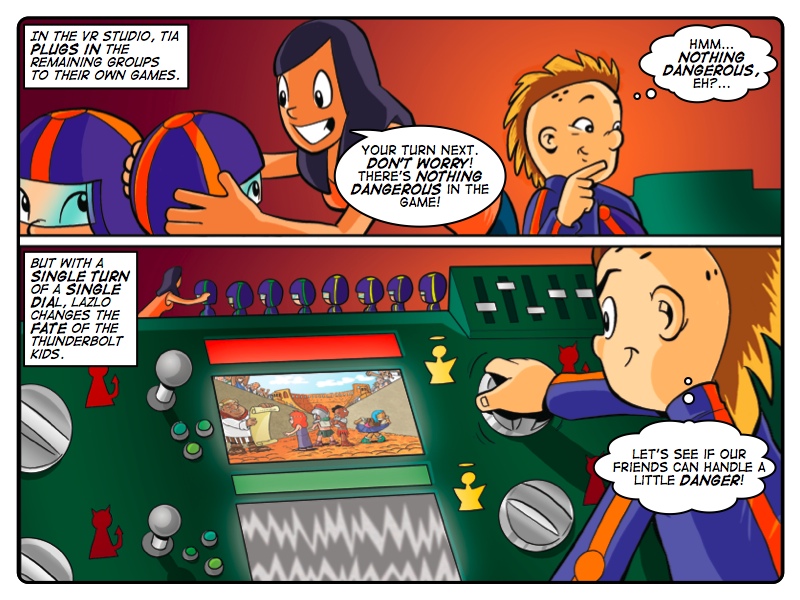 IN THE VR STUDIO, TIA
PLUGS IN THE
REMAINING GROUPS
TO THEIR OWN GAMES.
HMM...
NOTHING
DANGEROUS,
EH?...
YOUR TURN NEXT.
DON'T WORRY!
THERE'S NOTHING
DANGEROUS IN THE
GAME!
BUT WITH A
SINGLE TURN
OF A SINGLE
DIAL, LAZLO
CHANGES THE
FATE OF THE
THUNDERBOLT
KIDS.
LET'S SEE IF OUR
FRIENDS CAN HANDLE A
LITTLE DANGER!